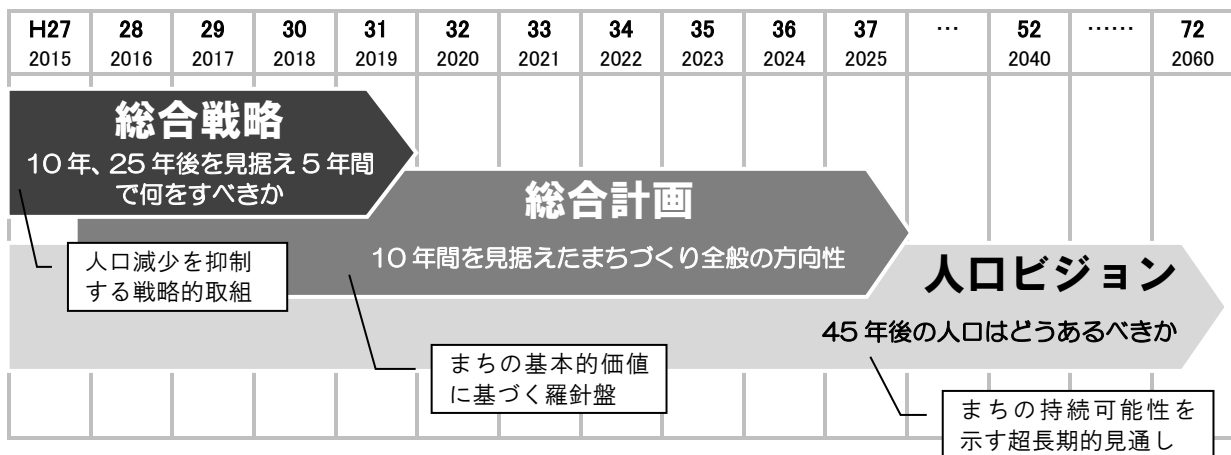 H27 28 29 30 31 32 33 34 35 36 37 … 52 …… 72
2015 2016 2017 2018 2019 2020 2021 2022 2023 2024 2025 2040 2060
総合戦略
10年、25年後を見据え5年間
で何をすべきか
総合計画
10年間を見据えたまちづくり全般の方向性
人口減少を抑制
する戦略的取組
人口ビジョン
45年後の人口はどうあるべきか
まちの基本的価値
に基づく羅針盤
まちの持続可能性を
示す超長期的見通し